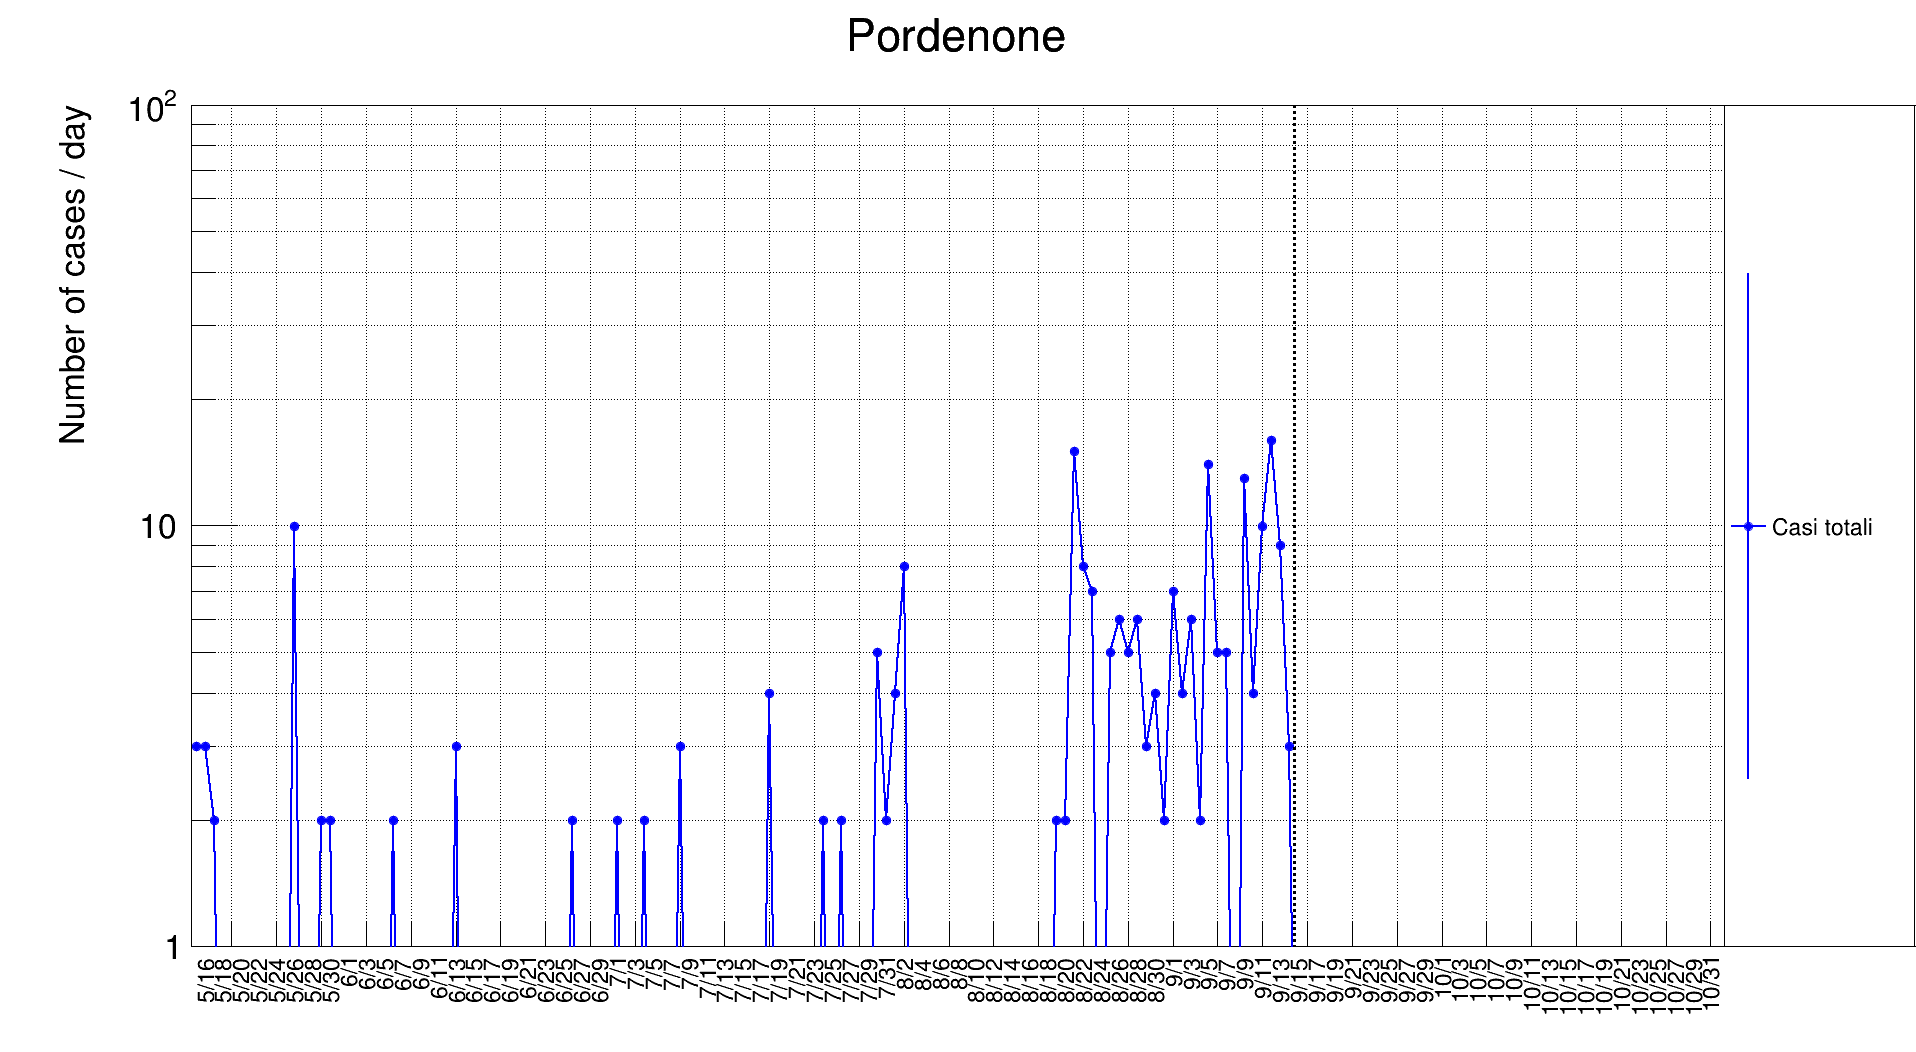 Pordenone
Number of cases / day
10²
10
1
5/16 5/18 5/20 5/22 5/24 5/26 5/28 5/30 6/1 6/3 6/5 6/7 6/9 6/11 6/13 6/15 6/17 6/19 6/21 6/23 6/25 6/27 6/29 7/1 7/3 7/5 7/7 7/9 7/11 7/13 7/15 7/17 7/19 7/21 7/23 7/25 7/27 7/29 7/31 8/2 8/4 8/6 8/8 8/10 8/12 8/14 8/16 8/18 8/20 8/22 8/24 8/26 8/28 8/30 9/1 9/3 9/5 9/7 9/9 9/11 9/13 9/15 9/17 9/19 9/21 9/23 9/25 9/27 9/29 10/1 10/3 10/5 10/7 10/9 10/11 10/13 10/15 10/17 10/19 10/21 10/23 10/25 10/27 10/29 10/31
Casi totali